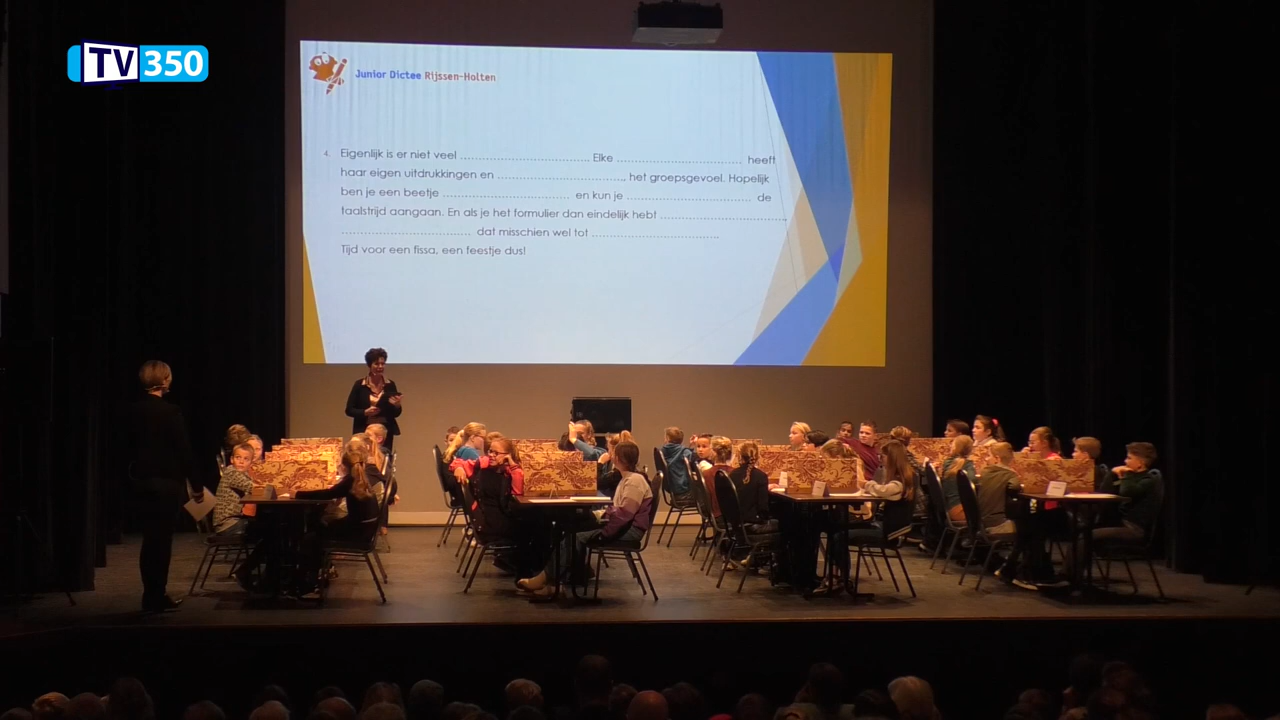 TV350
Junior Dictee Rijssen-Holten
4. Eigenlijk is er niet veel ........................................ Elke ........................................ heeft
haar eigen uitdrukkingen en ........................................, het groepsgevoel. Hopelijk
ben je een beetje ........................................ en kun je ........................................ de
taalstrijd aangaan. En als je het formulier dan eindelijk hebt ........................................,
........................................ dat misschien wel tot ........................................
Tijd voor een fissa, een feestje dus!